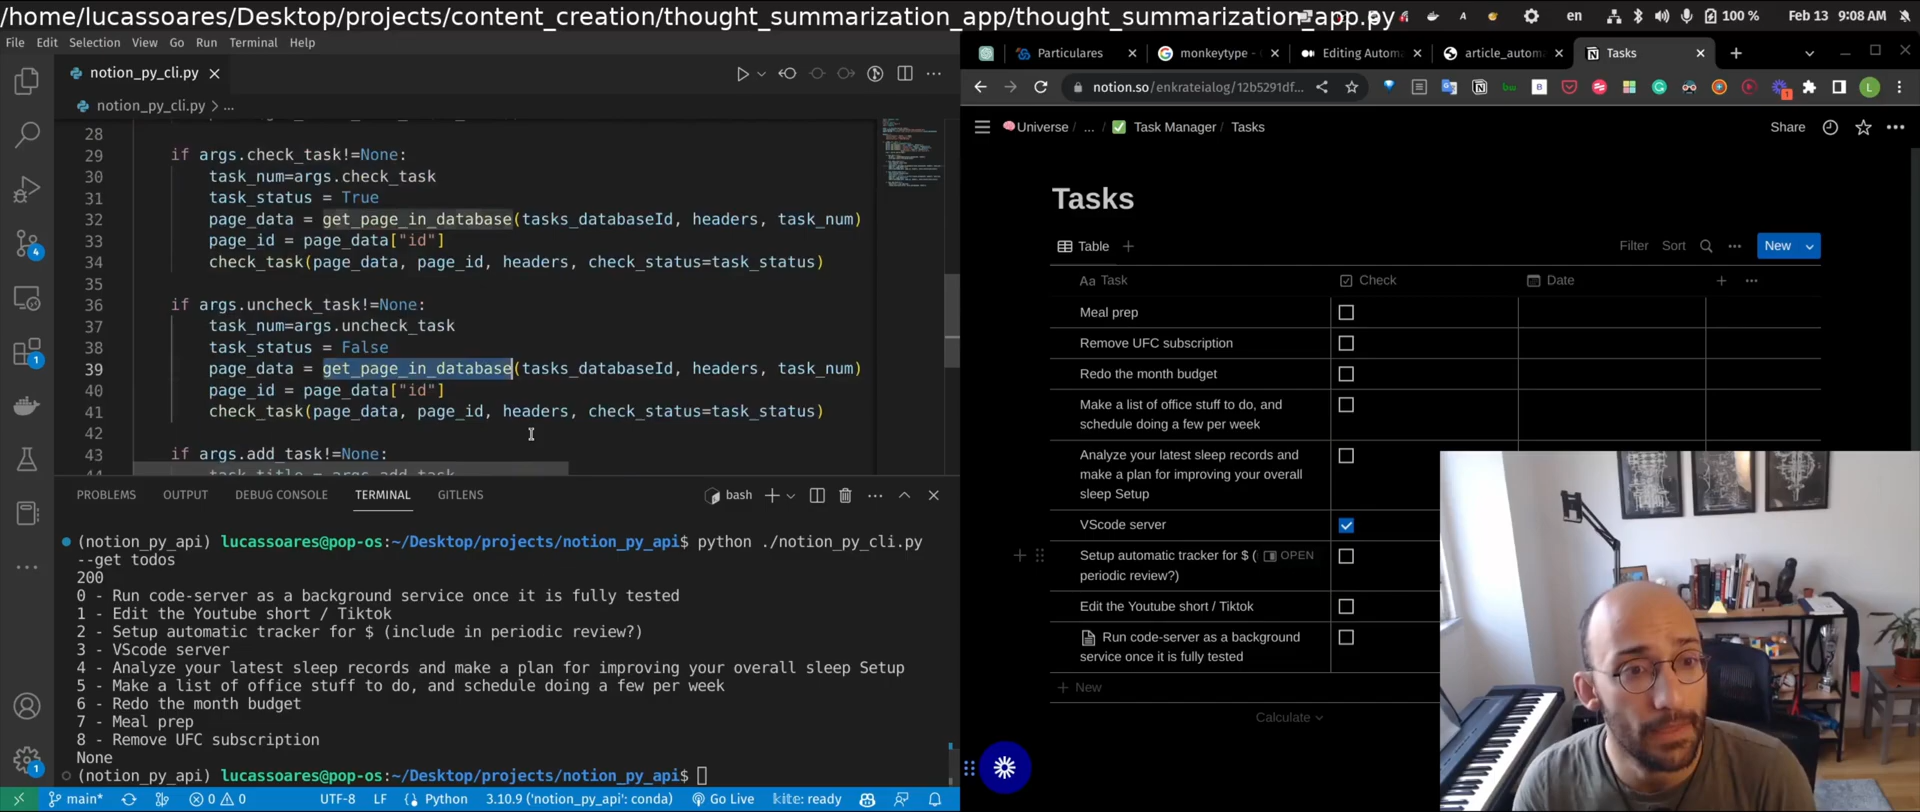 /home/lucassoares/Desktop/projects/content_creation/thought_summarization_app/thought_summarization_app.py
en
100 %
Feb 13
9:08 AM
File Edit Selection View Go Run Terminal Help
notion_py_cli.py
notion_py_cli.py > ...
28
29 if args.check_task!=None:
30 task_num=args.check_task
31 task_status = True
32 page_data = get_page_in_database(tasks_databaseId, headers, task_num)
33 page_id = page_data["id"]
34 check_task(page_data, page_id, headers, check_status=task_status)
35
36 if args.uncheck_task!=None:
37 task_num=args.uncheck_task
38 task_status = False
39 page_data = get_page_in_database(tasks_databaseId, headers, task_num)
40 page_id = page_data["id"]
41 check_task(page_data, page_id, headers, check_status=task_status)
42
43 if args.add_task!=None:
44 task_title = args.add_task
4
1
1
PROBLEMS OUTPUT DEBUG CONSOLE TERMINAL GITLENS
bash
(notion_py_api) lucassoares@pop-os:~/Desktop/projects/notion_py_api$ python ./notion_py_cli.py
--get todos
200
0 - Run code-server as a background service once it is fully tested
1 - Edit the Youtube short / Tiktok
2 - Setup automatic tracker for $ (include in periodic review?)
3 - VScode server
4 - Analyze your latest sleep records and make a plan for improving your overall sleep Setup
5 - Make a list of office stuff to do, and schedule doing a few per week
6 - Redo the month budget
7 - Meal prep
8 - Remove UFC subscription
None
(notion_py_api) lucassoares@pop-os:~/Desktop/projects/notion_py_api$
main* 0 0 UTF-8 LF Python 3.10.9 ('notion_py_api': conda) Go Live kite: ready
Particulares
monkeytype -
Editing Autom
article_autom
Tasks
notion.so/enkrateialog/12b5291df...
1
L
Universe / ... / Task Manager / Tasks
Share
Tasks
Table
Filter Sort New
Aa Task Check Date
Meal prep
Remove UFC subscription
Redo the month budget
Make a list of office stuff to do, and
schedule doing a few per week
Analyze your latest sleep records and
make a plan for improving your overall
sleep Setup
VScode server
Setup automatic tracker for $ ( OPEN
periodic review?)
Edit the Youtube short / Tiktok
Run code-server as a background
service once it is fully tested
+ New
Calculate